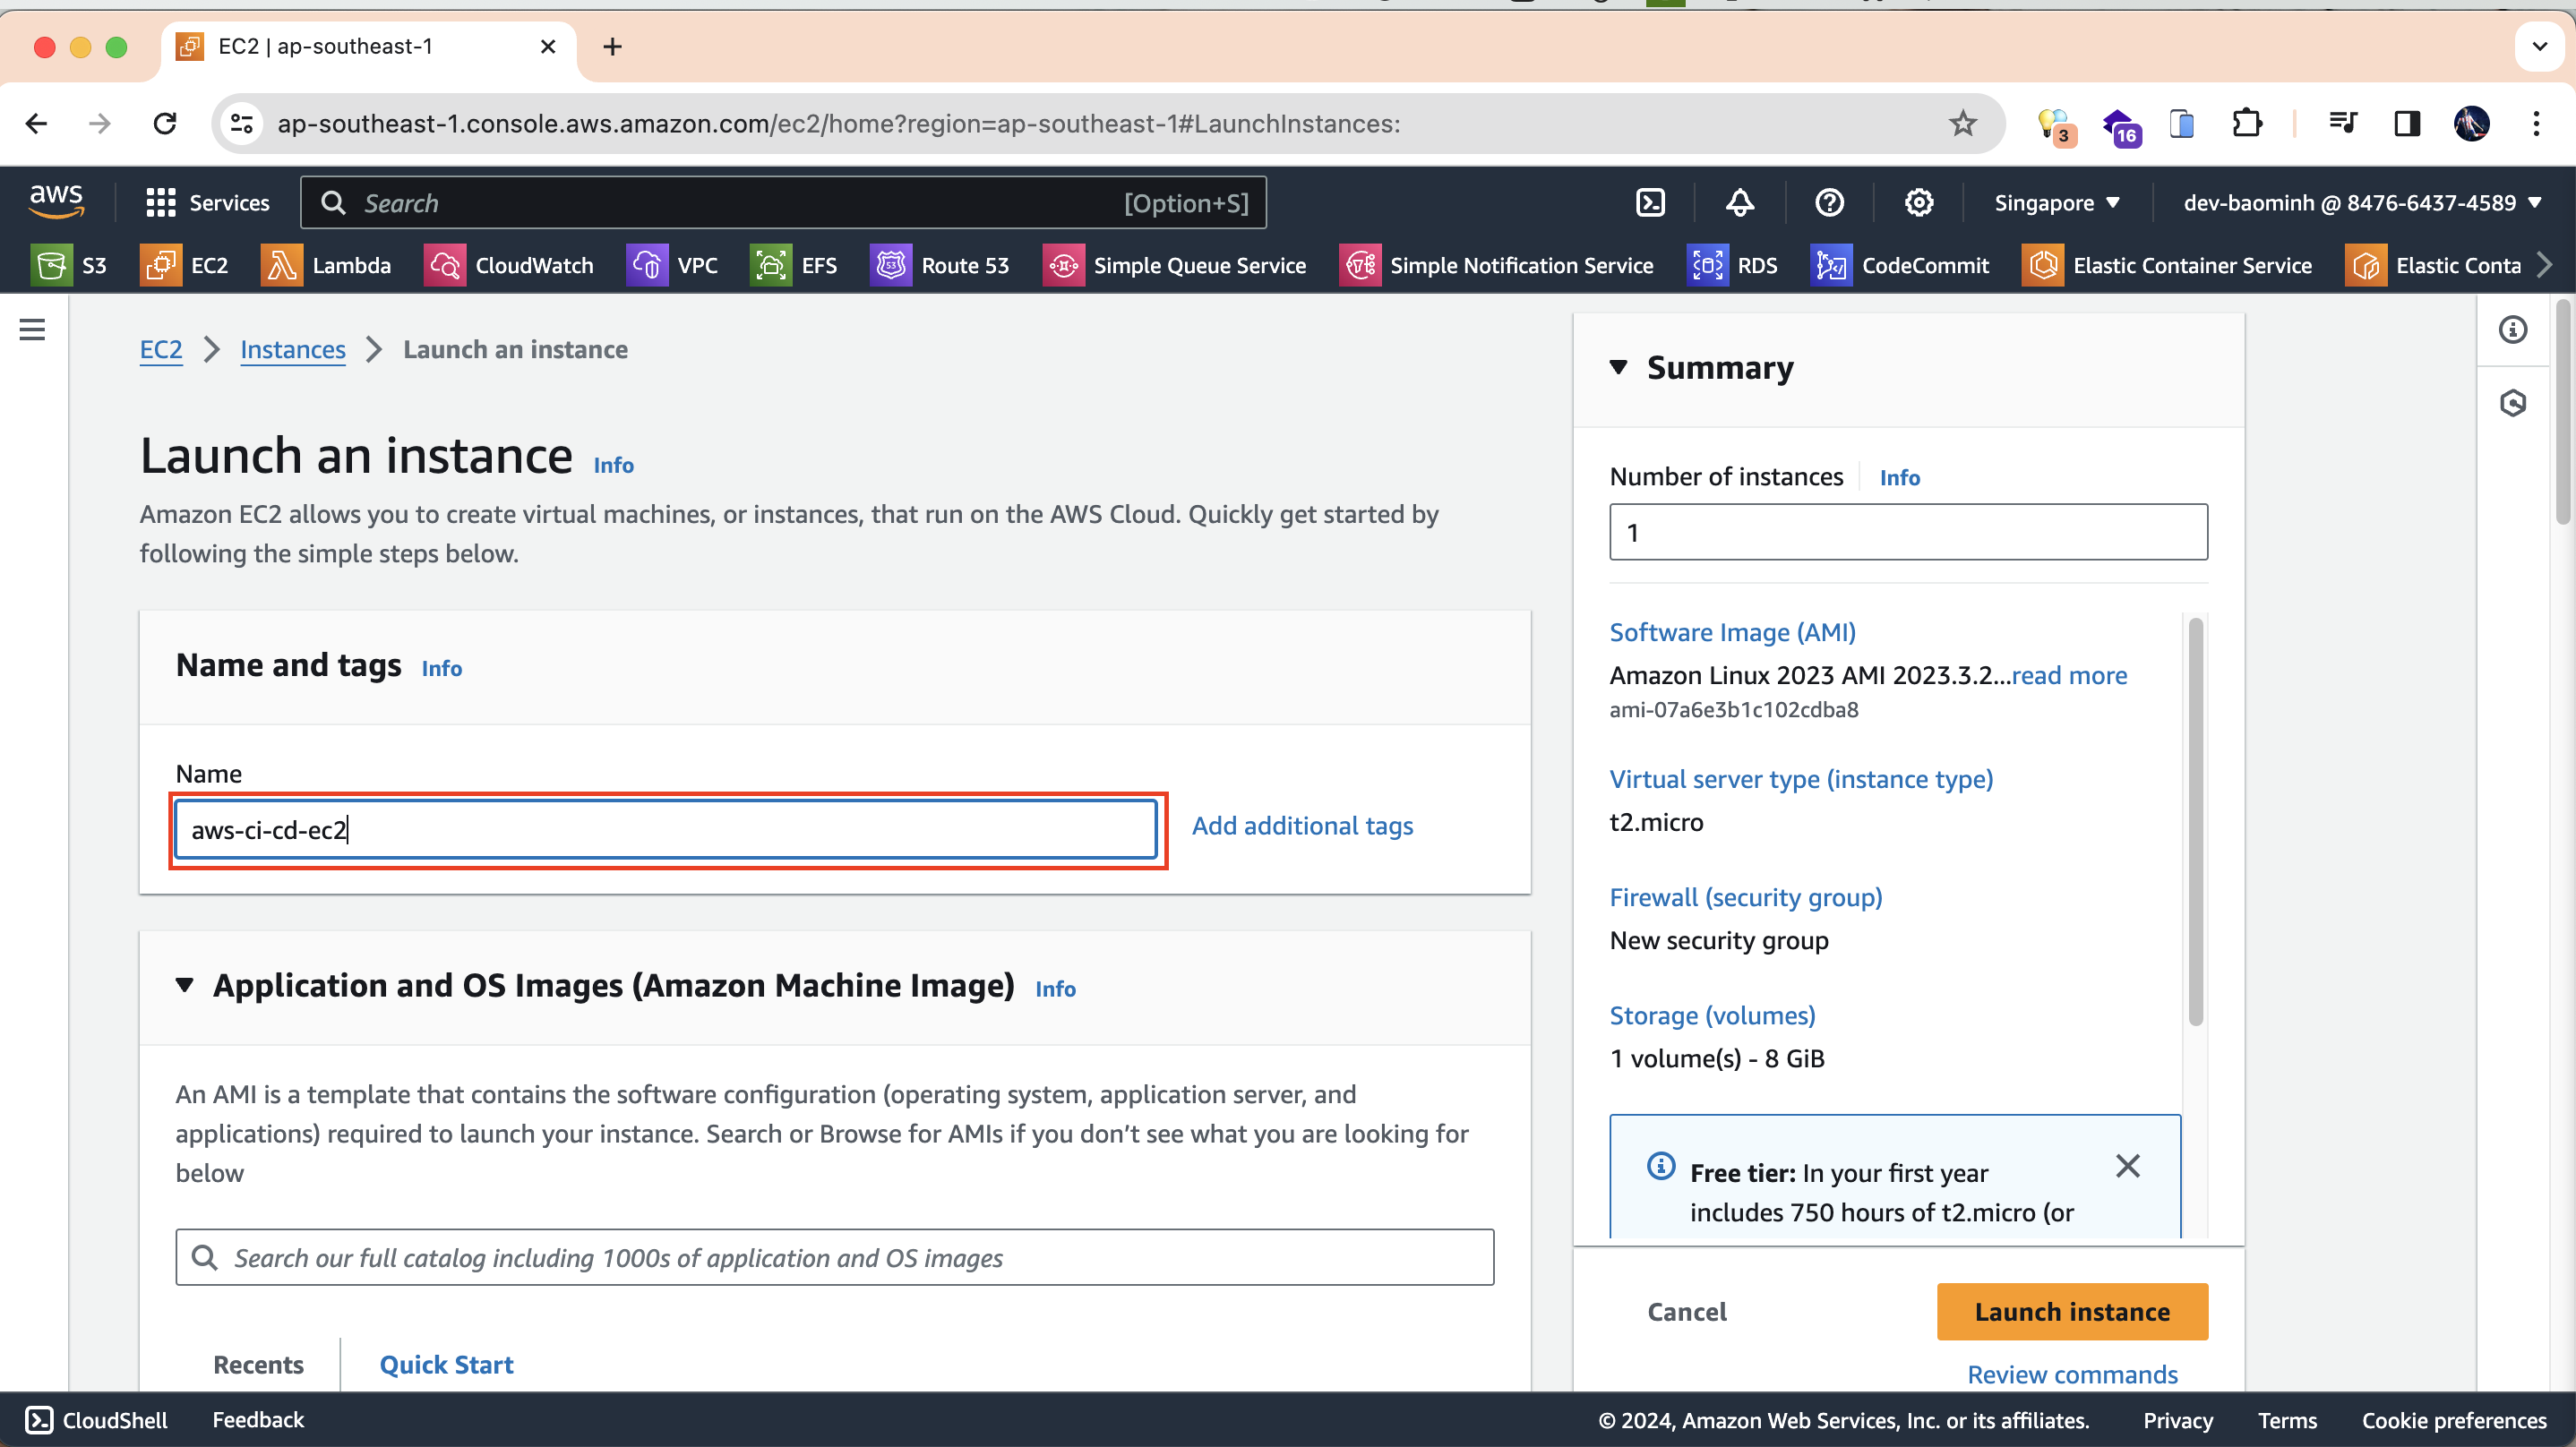 EC2 | ap-southeast-1
ap-southeast-1.console.aws.amazon.com/ec2/home?region=ap-southeast-1#LaunchInstances:
3
16
aws
Services
Search
[Option+S]
Singapore
dev-baominh @ 8476-6437-4589
S3
EC2
Lambda
CloudWatch
VPC
EFS
53
Route 53
Simple Queue Service
Simple Notification Service
RDS
CodeCommit
Elastic Container Service
Elastic Conta
EC2
Instances
Launch an instance
Launch an instance
Info
Amazon EC2 allows you to create virtual machines, or instances, that run on the AWS Cloud. Quickly get started by
following the simple steps below.
Name and tags
Info
Name
aws-ci-cd-ec2
Add additional tags
Application and OS Images (Amazon Machine Image)
Info
An AMI is a template that contains the software configuration (operating system, application server, and
applications) required to launch your instance. Search or Browse for AMIs if you don’t see what you are looking for
below
Search our full catalog including 1000s of application and OS images
Recents
Quick Start
Summary
Number of instances
Info
1
Software Image (AMI)
Amazon Linux 2023 AMI 2023.3.2...read more
ami-07a6e3b1c102cdba8
Virtual server type (instance type)
t2.micro
Firewall (security group)
New security group
Storage (volumes)
1 volume(s) - 8 GiB
Free tier: In your first year
includes 750 hours of t2.micro (or
Cancel
Launch instance
Review commands
CloudShell
Feedback
© 2024, Amazon Web Services, Inc. or its affiliates.
Privacy
Terms
Cookie preferences